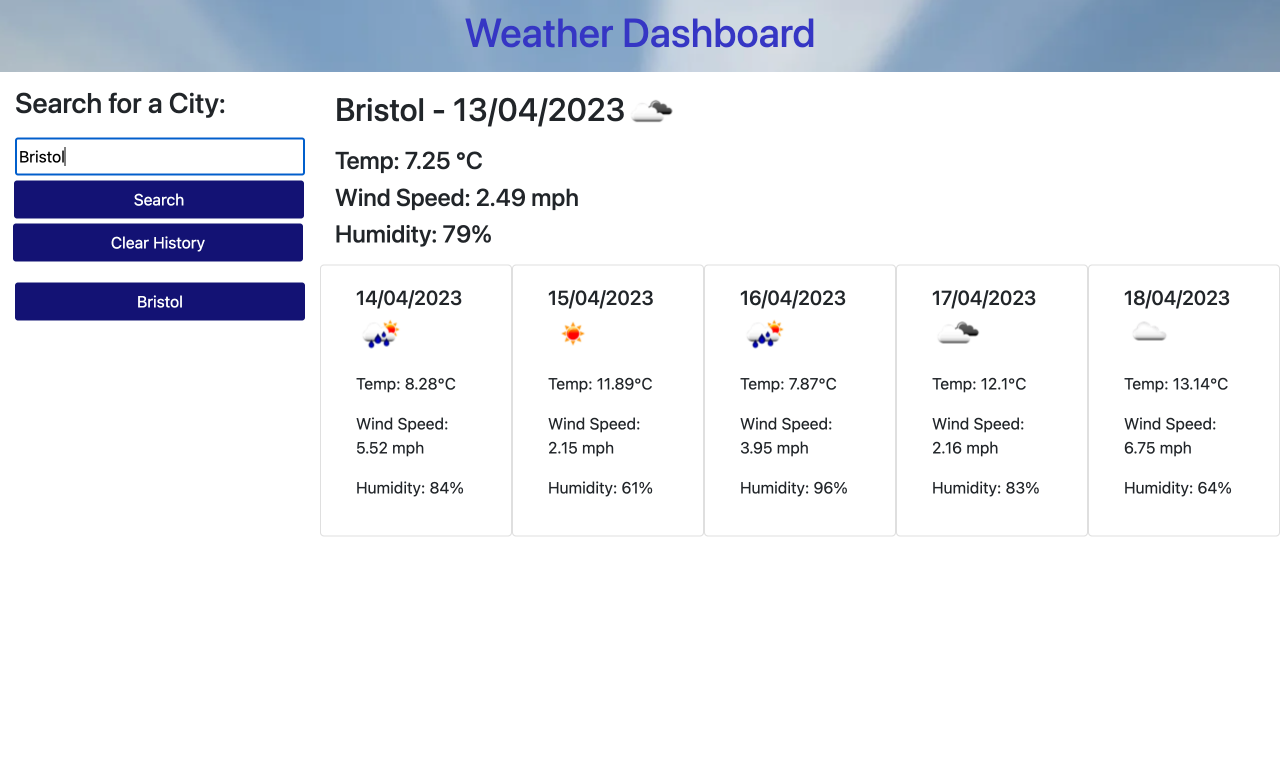 Weather Dashboard
Search for a City:
Bristol
Search
Clear History
Bristol
Bristol - 13/04/2023
Temp: 7.25 °C
Wind Speed: 2.49 mph
Humidity: 79%
14/04/2023
Temp: 8.28°C
Wind Speed:
5.52 mph
Humidity: 84%
15/04/2023
Temp: 11.89°C
Wind Speed:
2.15 mph
Humidity: 61%
16/04/2023
Temp: 7.87°C
Wind Speed:
3.95 mph
Humidity: 96%
17/04/2023
Temp: 12.1°C
Wind Speed:
2.16 mph
Humidity: 83%
18/04/2023
Temp: 13.14°C
Wind Speed:
6.75 mph
Humidity: 64%